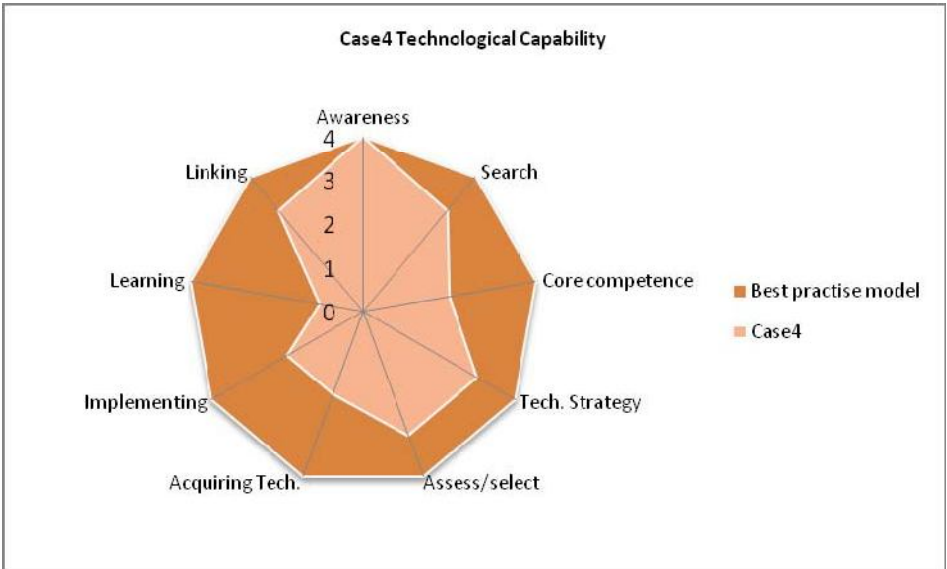 Case4 Technological Capability
Awareness
4
Linking
3
Search
2
Learning
1
Core competence
0
Best practise model
Case4
Implementing
Tech. Strategy
Acquiring Tech.
Assess/select